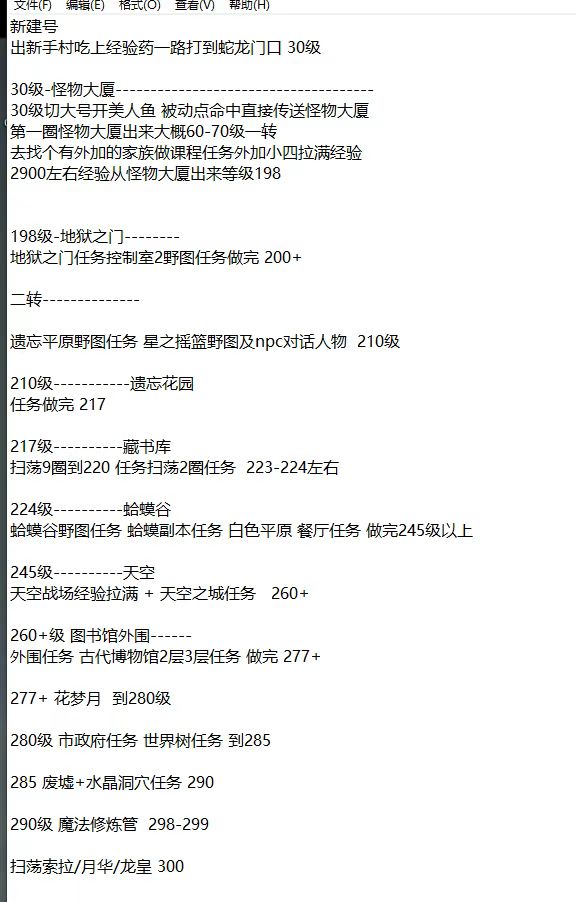 文件(F) 编辑(E) 格式(O) 查看(V) 帮助(H)
新建号
出新手村吃上经验药一路打到蛇龙门口 30级
30级-怪物大厦-------------------------------------
30级切大号开美人鱼 被动点命中直接传送怪物大厦
第一圈怪物大厦出来大概60-70级一转
去找个有外加的家族做课程任务外加小四拉满经验
2900左右经验从怪物大厦出来等级198
198级-地狱之门--------
地狱之门任务控制室2野图任务做完 200+
二转--------------
遗忘平原野图任务 星之摇篮野图及npc对话人物  210级
210级-----------遗忘花园
任务做完 217
217级----------藏书库
扫荡9圈到220 任务扫荡2圈任务  223-224左右
224级----------蛤蟆谷
蛤蟆谷野图任务 蛤蟆副本任务 白色平原 餐厅任务 做完245级以上
245级----------天空
天空战场经验拉满 + 天空之城任务   260+
260+级 图书馆外围------
外围任务 古代博物馆2层3层任务 做完 277+
277+ 花梦月  到280级
280级 市政府任务 世界树任务 到285
285 废墟+水晶洞穴任务 290
290级 魔法修炼管  298-299
扫荡索拉/月华/龙皇 300